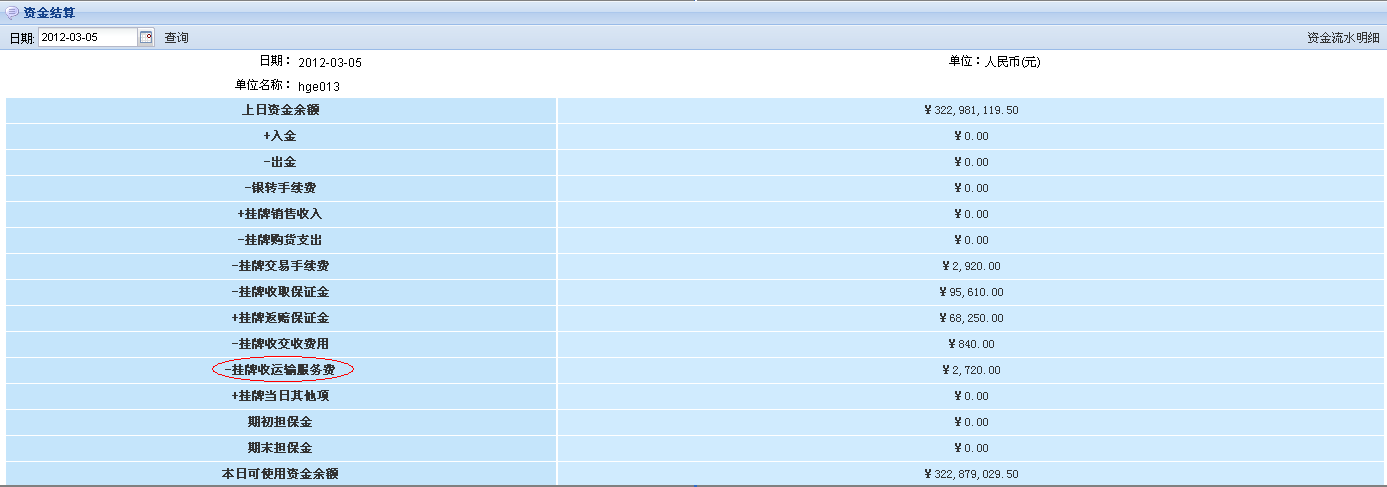 资金结算
日期: 2012-03-05 查询 资金流水明细
日期： 2012-03-05 单位：人民币(元)
单位名称： hge013
上日资金余额 ¥322,981,119.50
+入金 ¥0.00
-出金 ¥0.00
-银转手续费 ¥0.00
+挂牌销售收入 ¥0.00
-挂牌购货支出 ¥0.00
-挂牌交易手续费 ¥2,920.00
-挂牌收取保证金 ¥95,610.00
+挂牌返赔保证金 ¥68,250.00
-挂牌收交收费用 ¥840.00
-挂牌收运输服务费 ¥2,720.00
+挂牌当日其他项 ¥0.00
期初担保金 ¥0.00
期末担保金 ¥0.00
本日可使用资金余额 ¥322,879,029.50